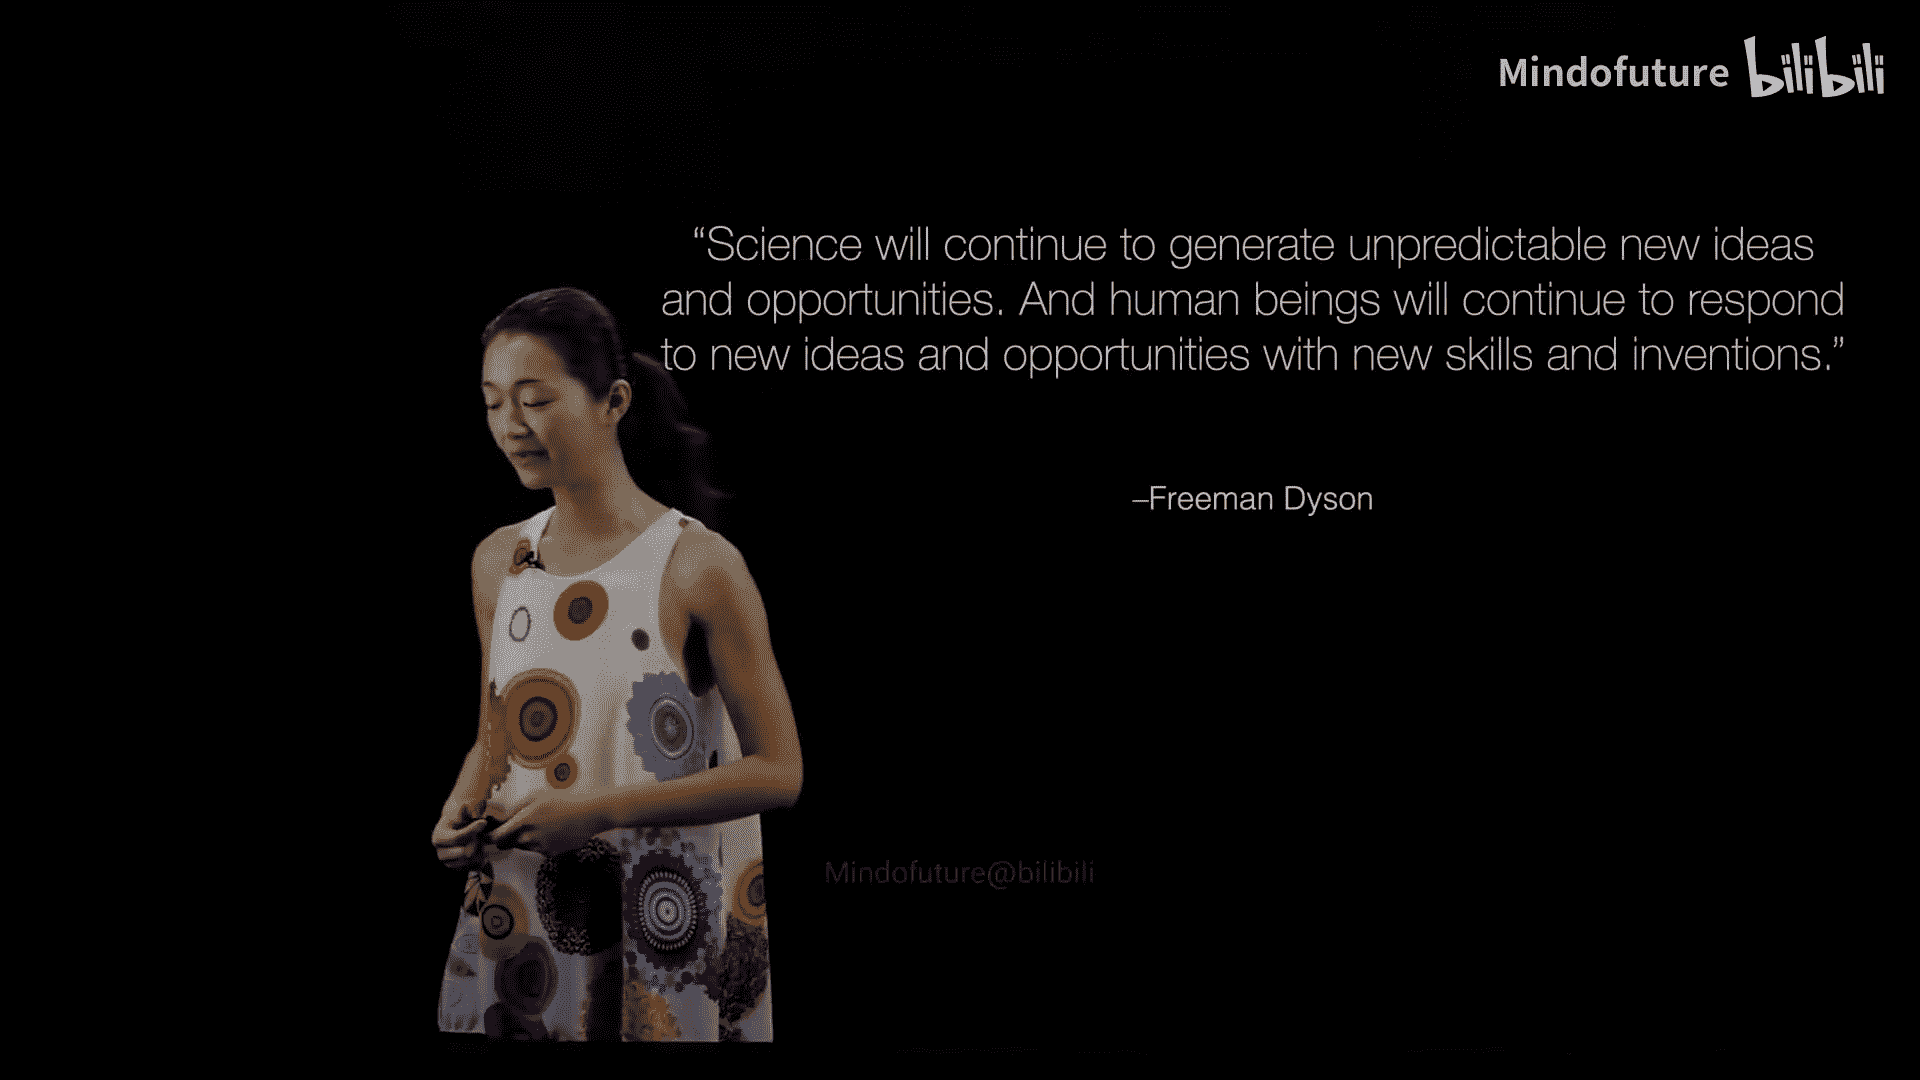 Mindofuture bilibili
“Science will continue to generate unpredictable new ideas
and opportunities. And human beings will continue to respond
to new ideas and opportunities with new skills and inventions.”
–Freeman Dyson
Mindofuture@bilibili